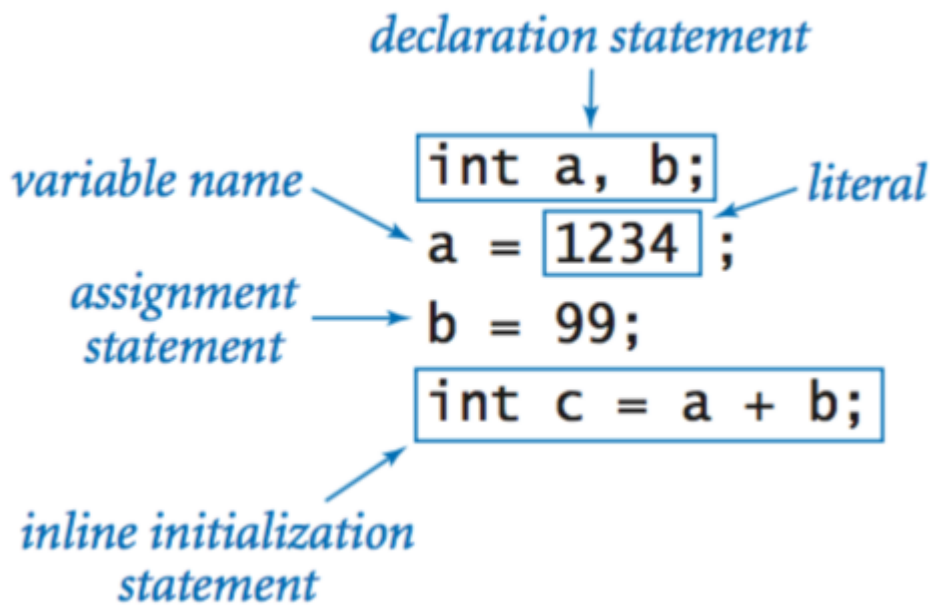 declaration statement
int a, b;
variable name
literal
a = 1234 ;
assignment
statement
b = 99;
int c = a + b;
inline initialization
statement